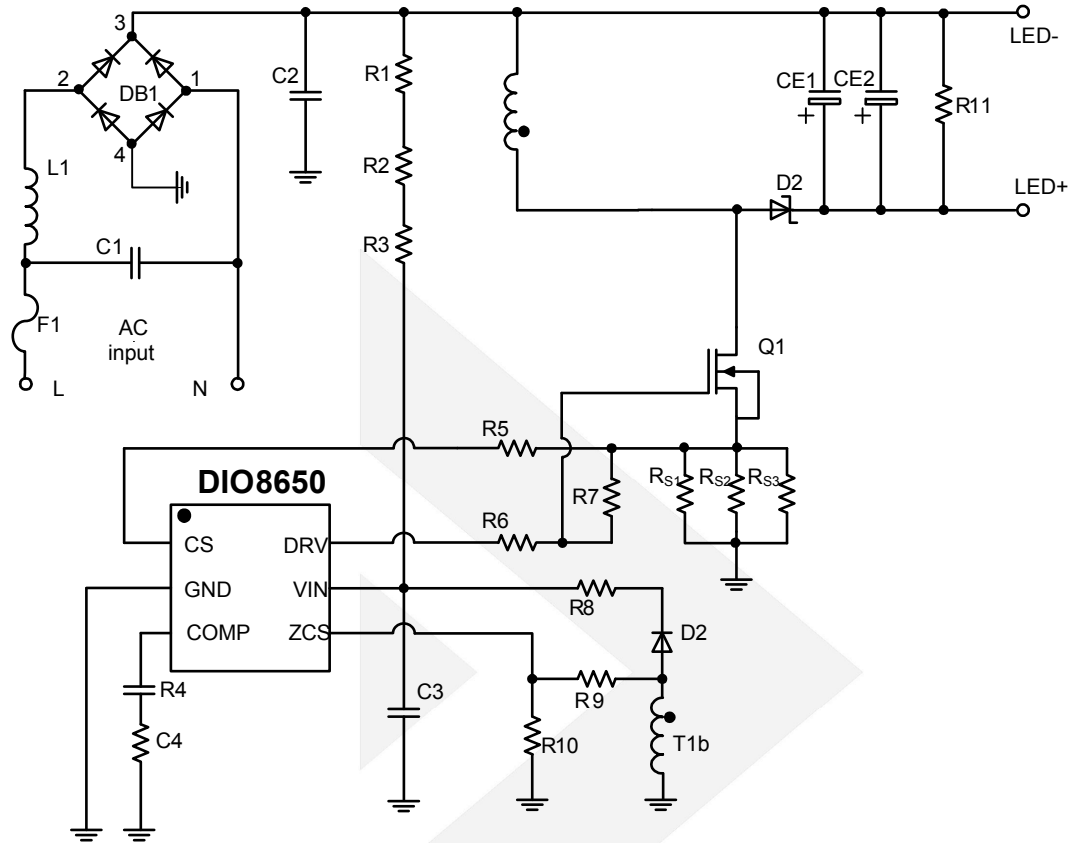 3
LED-
2
DB1
1
C2
R1
CE1
CE2
+
+
R11
4
L1
R2
D2
LED+
C1
R3
F1
AC
input
Q1
L
N
R5
DIO8650
R7
RS1
RS2
RS3
R6
CS
DRV
GND
VIN
R8
COMP
ZCS
D2
R4
C3
R9
C4
R10
T1b